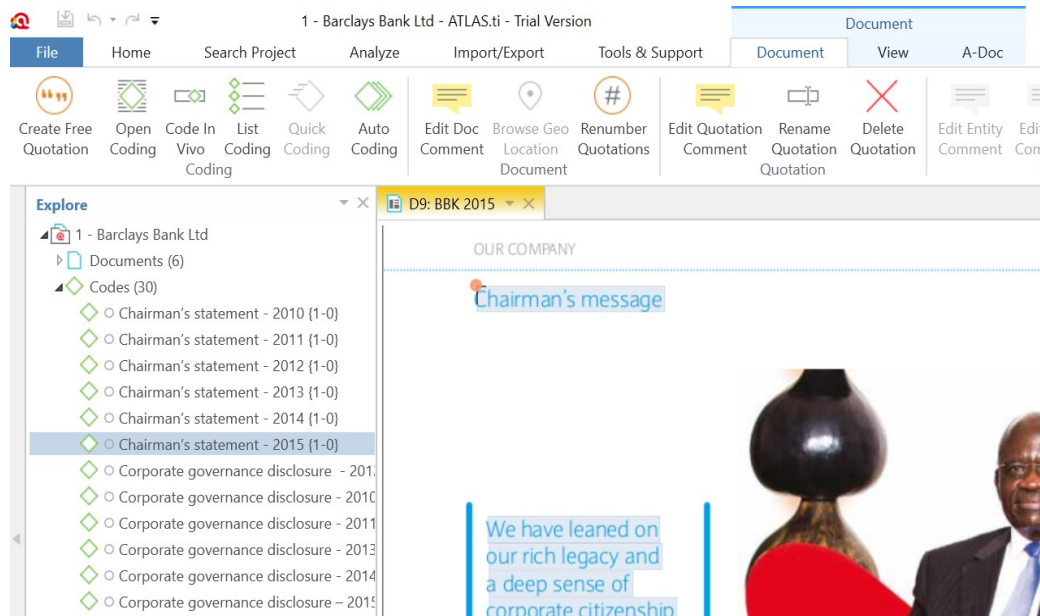 1 - Barclays Bank Ltd - ATLAS.ti - Trial Version
Document
File Home Search Project Analyze Import/Export Tools & Support Document View A-Doc
Create Free Quotation
Open Coding
Code In Vivo
List Coding
Quick Coding
Auto Coding
Coding
Edit Doc Comment
Browse Geo Location
Renumber Quotations
Document
Edit Quotation Comment
Rename Quotation
Delete Quotation
Quotation
Edit Entity Comment
Explore
D9: BBK 2015
1 - Barclays Bank Ltd
Documents (6)
Codes (30)
Chairman's statement - 2010 {1-0}
Chairman's statement - 2011 {1-0}
Chairman's statement - 2012 {1-0}
Chairman's statement - 2013 {1-0}
Chairman's statement - 2014 {1-0}
Chairman's statement - 2015 {1-0}
Corporate governance disclosure - 201
Corporate governance disclosure - 2010
Corporate governance disclosure - 2011
Corporate governance disclosure - 2013
Corporate governance disclosure - 2014
Corporate governance disclosure – 2015
OUR COMPANY
Chairman's message
We have leaned on
our rich legacy and
a deep sense of
corporate citizenship